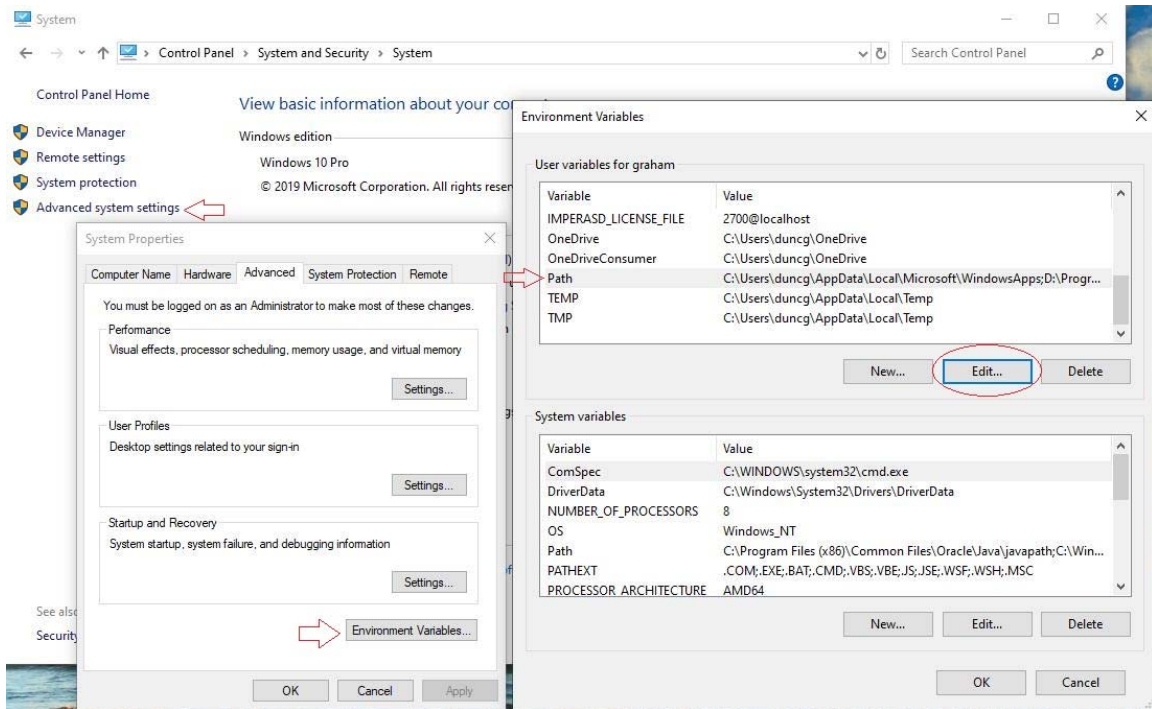 System
Control Panel > System and Security > System
Search Control Panel
Control Panel Home
Device Manager
Remote settings
System protection
Advanced system settings
View basic information about your
Windows edition
Windows 10 Pro
© 2019 Microsoft Corporation. All rights
System Properties
Computer Name Hardware Advanced System Protection Remote
You must be logged on as an Administrator to make most of these changes.
Performance
Visual effects, processor scheduling, memory usage, and virtual memory
Settings...
User Profiles
Desktop settings related to your sign-in
Settings...
Startup and Recovery
System startup, system failure, and debugging information
Settings...
Environment Variables...
OK Cancel Apply
See
Security
Environment Variables
User variables for graham
Variable Value
IMPERASD_LICENSE_FILE 2700@localhost
OneDrive C:\Users\duncg\OneDrive
OneDriveConsumer C:\Users\duncg\OneDrive
Path C:\Users\duncg\AppData\Local\Microsoft\WindowsApps;D:\Progr...
TEMP C:\Users\duncg\AppData\Local\Temp
TMP C:\Users\duncg\AppData\Local\Temp
New... Edit... Delete
System variables
Variable Value
ComSpec C:\WINDOWS\system32\cmd.exe
DriverData C:\Windows\System32\Drivers\DriverData
NUMBER_OF_PROCESSORS 8
OS Windows_NT
Path C:\Program Files (x86)\Common Files\Oracle\Java\javapath;C:\Win...
PATHEXT .COM;.EXE;.BAT;.CMD;.VBS;.VBE;.JS;.JSE;.WSF;.WSH;.MSC
PROCESSOR_ARCHITECTURE AMD64
New... Edit... Delete
OK Cancel